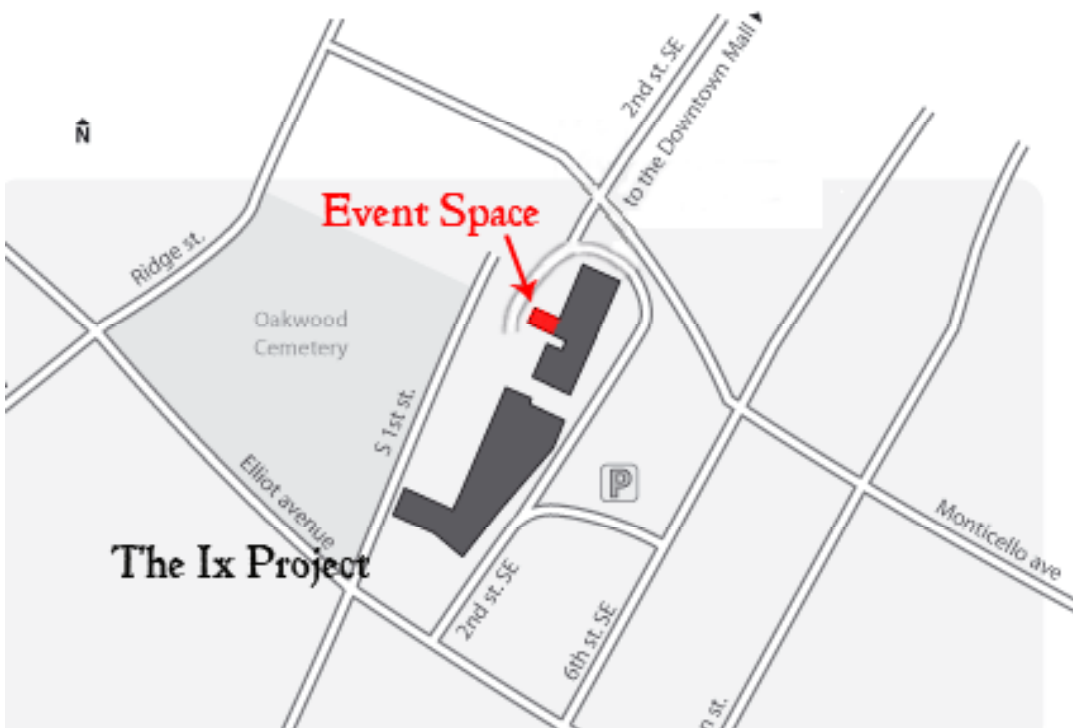 2nd st. SE
to the Downtown Mall
N
Event Space
Ridge st.
Oakwood
Cemetery
S 1st st.
P
Elliot avenue
Monticello ave
The Ix Project
2nd st. SE
6th st. SE
st.